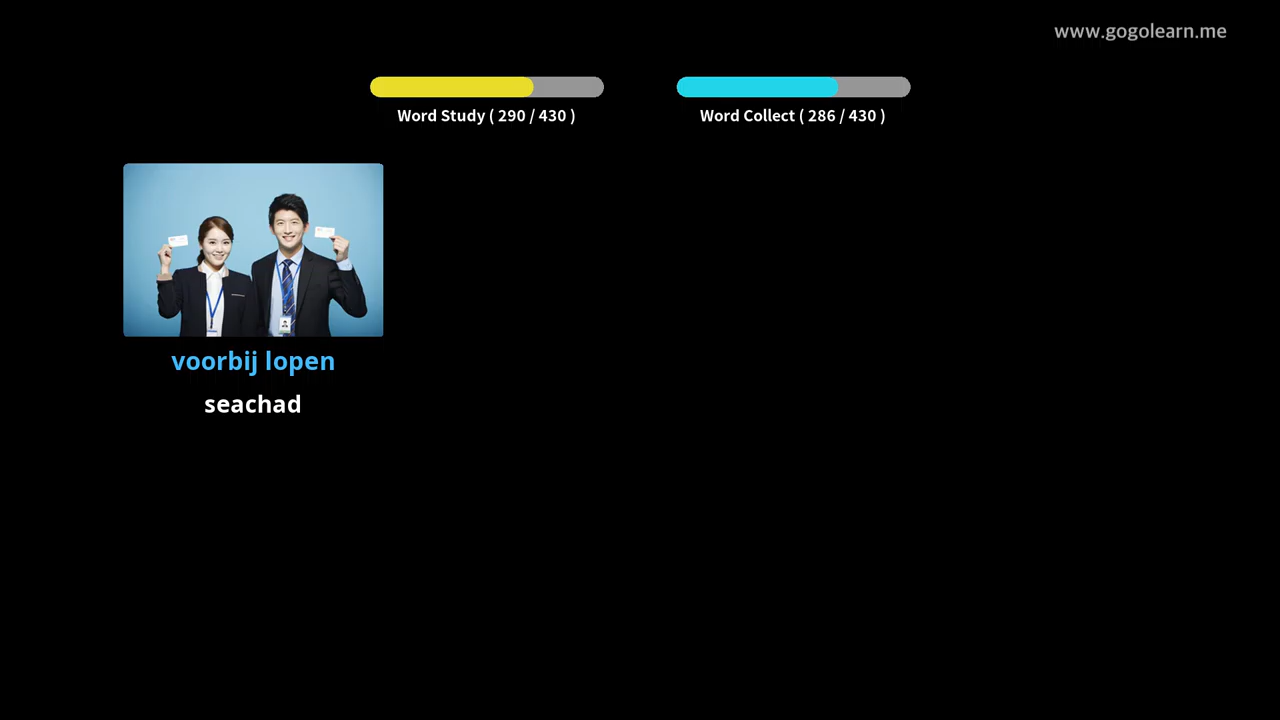 www.gogolearn.me
Word Study ( 290 / 430 )
Word Collect ( 286 / 430 )
voorbij lopen
seachad